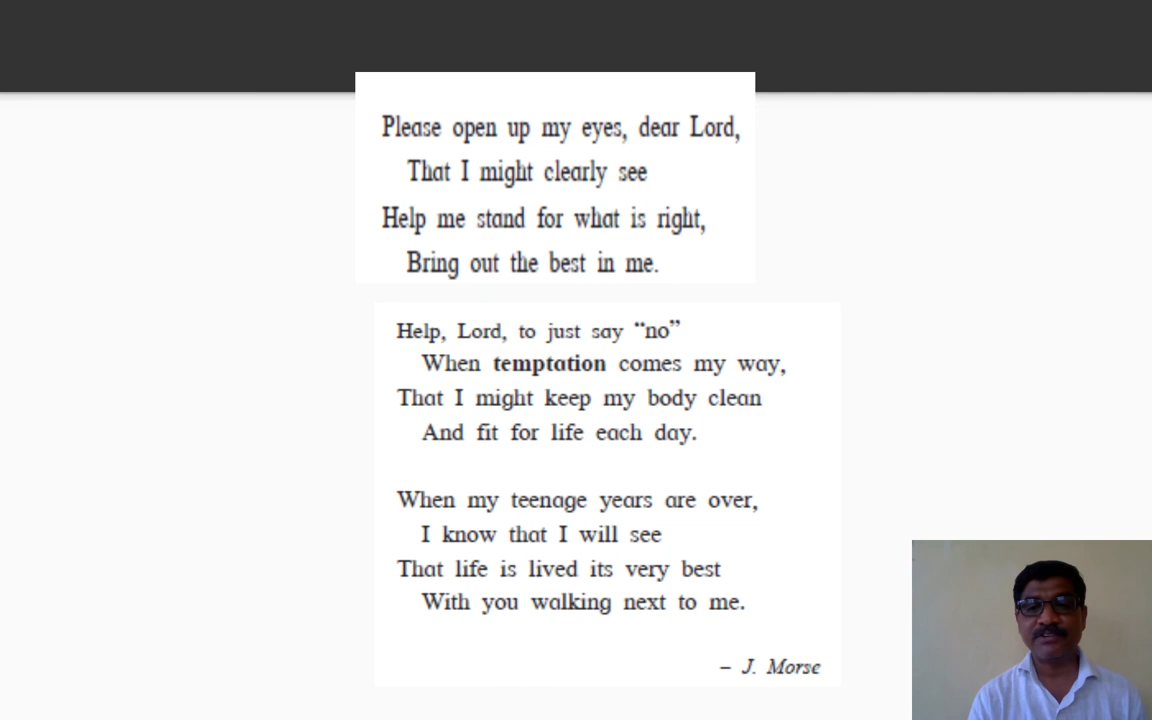 Please open up my eyes, dear Lord,
That I might clearly see
Help me stand for what is right,
Bring out the best in me.
Help, Lord, to just say “no”
When temptation comes my way,
That I might keep my body clean
And fit for life each day.
When my teenage years are over,
I know that I will see
That life is lived its very best
With you walking next to me.
– J. Morse